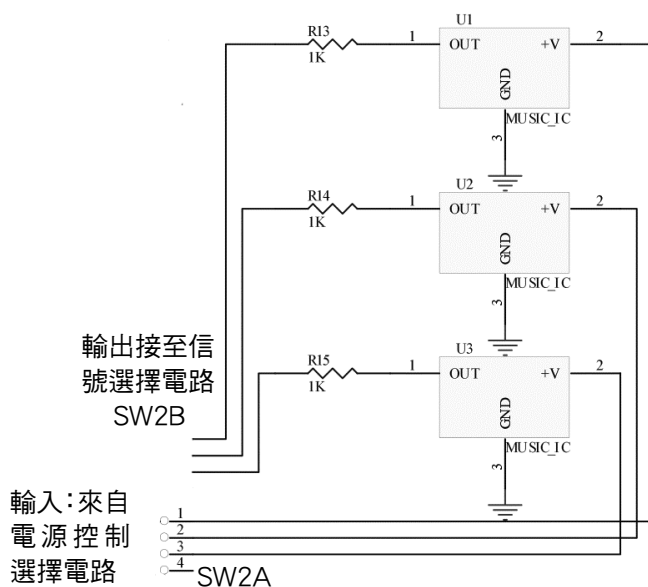 U1
R13
1K
1
OUT
+V
2
GND
MUSIC_IC
3
U2
R14
1K
1
OUT
+V
2
GND
MUSIC_IC
3
U3
R15
1K
1
OUT
+V
2
GND
MUSIC_IC
3
輸出接至信
號選擇電路
SW2B
輸入：來自
電源控制
選擇電路
1
2
3
4
SW2A